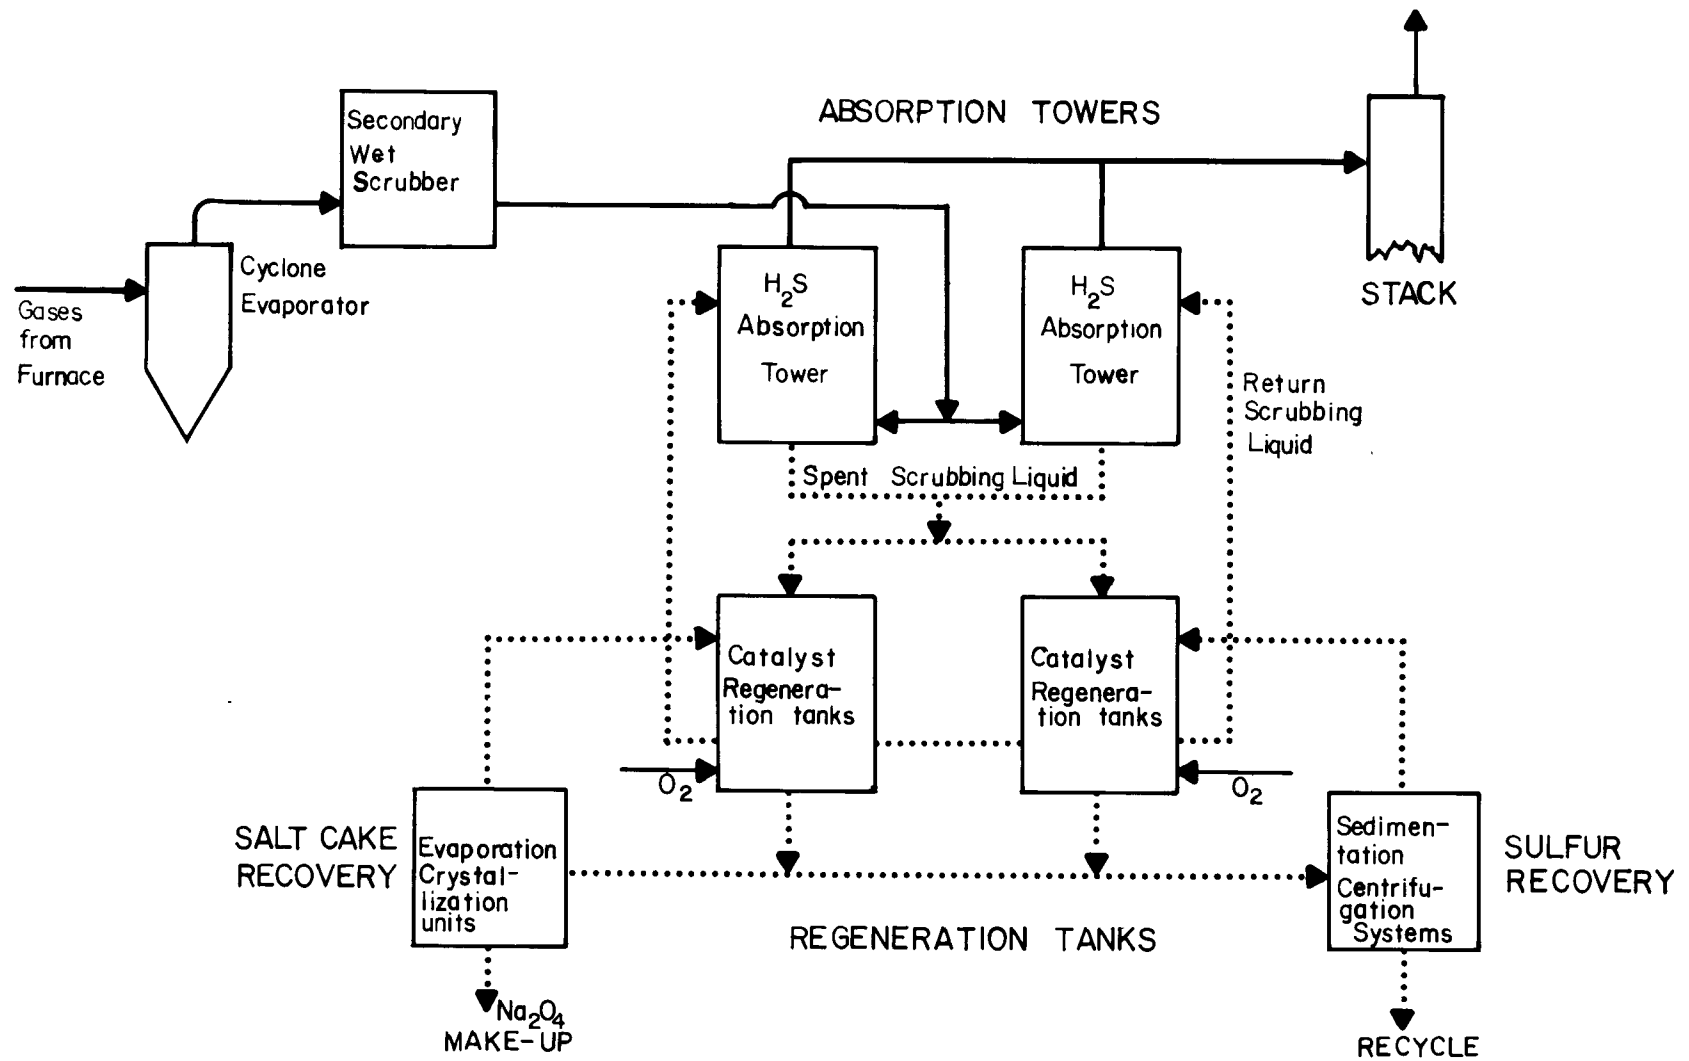 ABSORPTION TOWERS
Secondary
Wet
Scrubber
Cyclone
Evaporator
Gases
from
Furnace
H₂S
Absorption
Tower
H₂S
Absorption
Tower
STACK
Return
Scrubbing
Liquid
Spent Scrubbing Liquid
Catalyst
Regenera-
tion tanks
Catalyst
Regenera-
tion tanks
O₂
O₂
SALT CAKE
RECOVERY
Evaporation
Crystal-
lization
units
Sedimen-
tation
Centrifu-
gation
Systems
SULFUR
RECOVERY
REGENERATION TANKS
Na₂O₄
MAKE-UP
RECYCLE